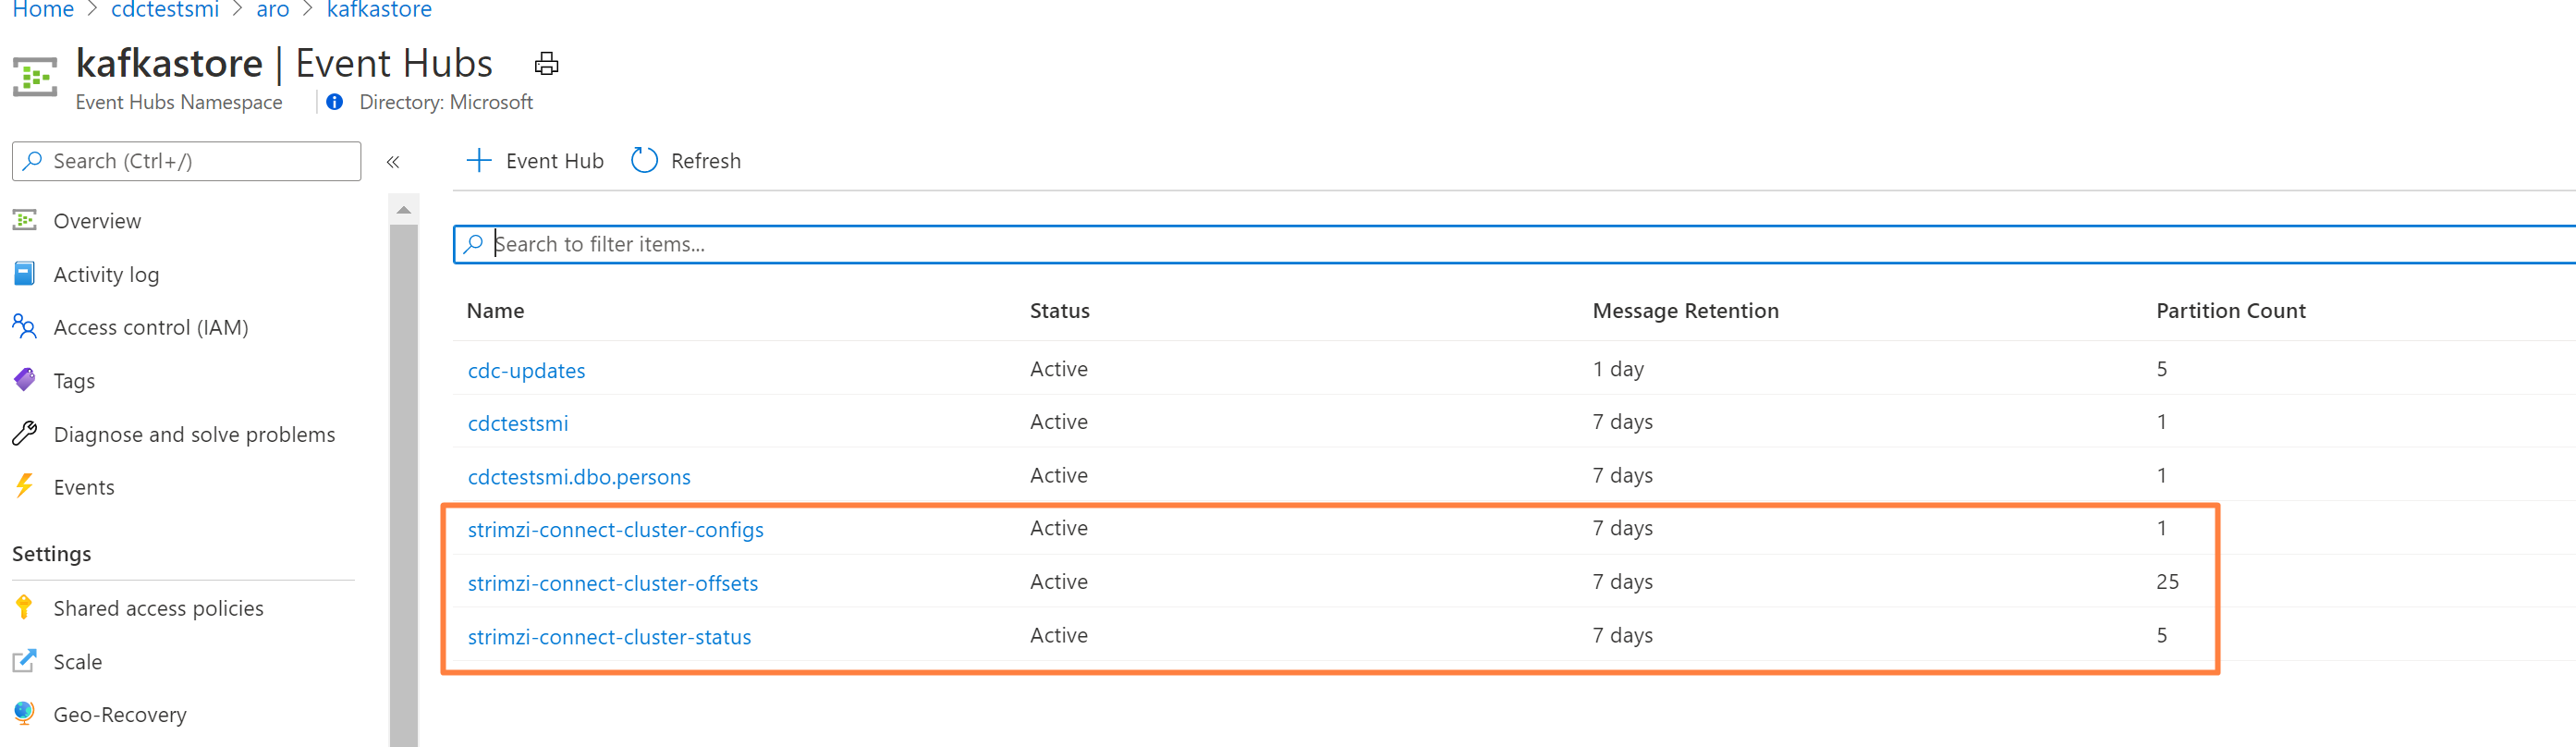 Home > cdctestsmi > aro > kafkastore
kafkastore | Event Hubs
Event Hubs Namespace
Directory: Microsoft
Search (Ctrl+/)
«
Event Hub
Refresh
Overview
Activity log
Access control (IAM)
Tags
Diagnose and solve problems
Events
Settings
Shared access policies
Scale
Geo-Recovery
Search to filter items...
Name Status Message Retention Partition Count
cdc-updates Active 1 day 5
cdctestsmi Active 7 days 1
cdctestsmi.dbo.persons Active 7 days 1
strimzi-connect-cluster-configs Active 7 days 1
strimzi-connect-cluster-offsets Active 7 days 25
strimzi-connect-cluster-status Active 7 days 5